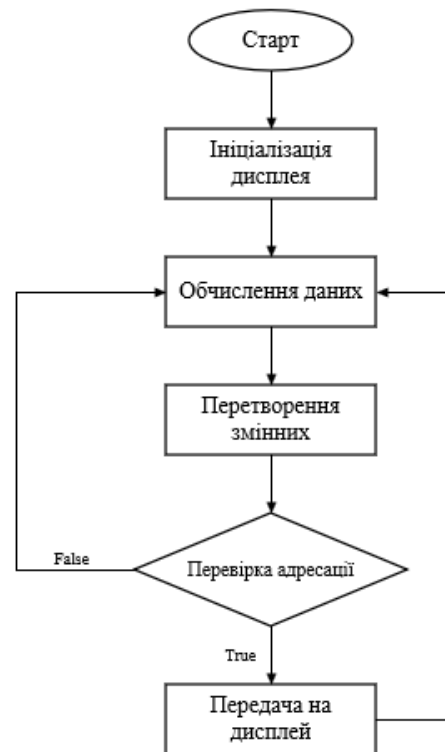 Старт
Ініціалізація
дисплея
Обчислення даних
Перетворення
змінних
Перевірка адресації
False
True
Передача на
дисплей